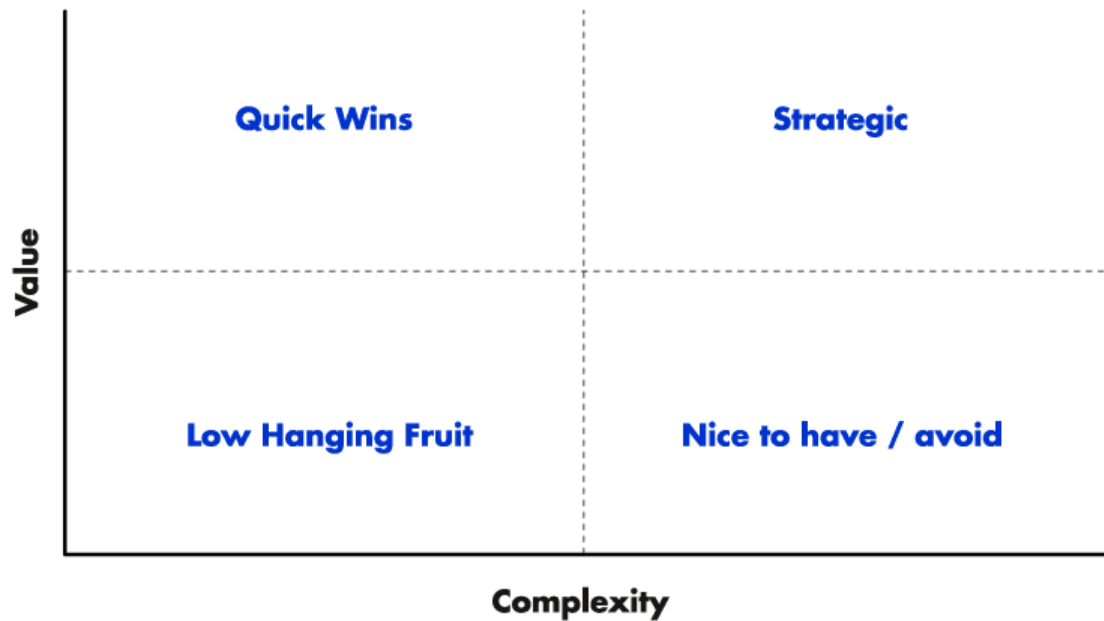 Quick Wins
Strategic
Value
Low Hanging Fruit
Nice to have / avoid
Complexity